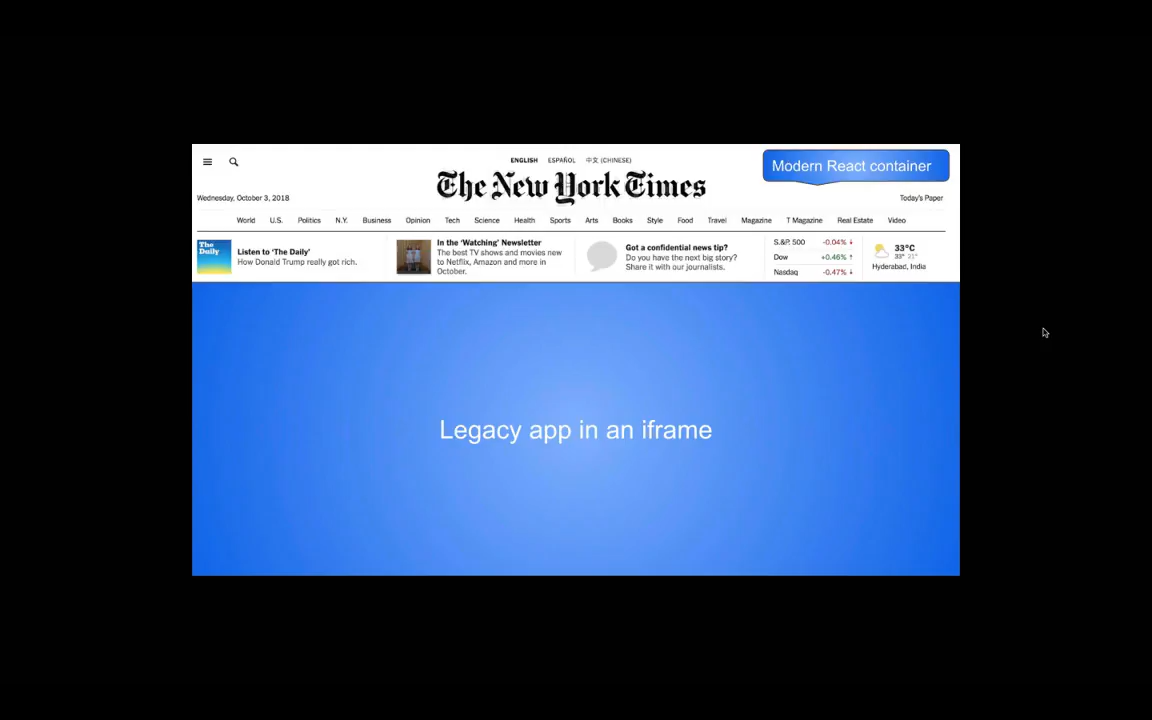 ENGLISH ESPAÑOL 中文 (CHINESE)
Modern React container
The New York Times
Wednesday, October 3, 2018
Today's Paper
World U.S. Politics N.Y. Business Opinion Tech Science Health Sports Arts Books Style Food Travel Magazine T Magazine Real Estate Video
The
Daily
Listen to 'The Daily'
How Donald Trump really got rich.
In the 'Watching' Newsletter
The best TV shows and movies new
to Netflix, Amazon and more in
October.
Got a confidential news tip?
Do you have the next big story?
Share it with our journalists.
S.&P. 500 -0.04% ↓
Dow +0.46% ↑
Nasdaq -0.47% ↓
33°C
33° 21°
Hyderabad, India
Legacy app in an iframe